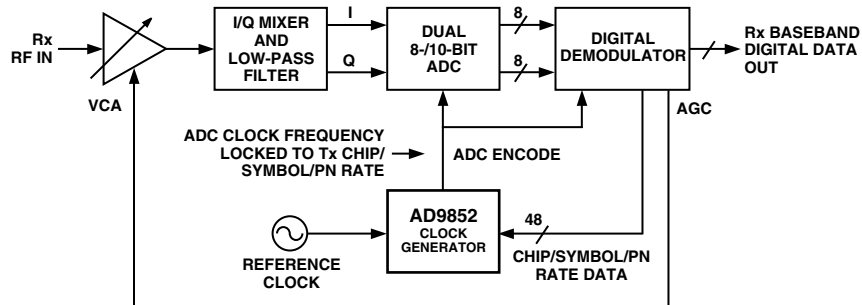 Rx
RF IN
VCA
I/Q MIXER
AND
LOW-PASS
FILTER
I
Q
DUAL
8-/10-BIT
ADC
8
8
DIGITAL
DEMODULATOR
Rx BASEBAND
DIGITAL DATA
OUT
AGC
ADC CLOCK FREQUENCY
LOCKED TO Tx CHIP/
SYMBOL/PN RATE
ADC ENCODE
AD9852
CLOCK
GENERATOR
48
CHIP/SYMBOL/PN
RATE DATA
REFERENCE
CLOCK